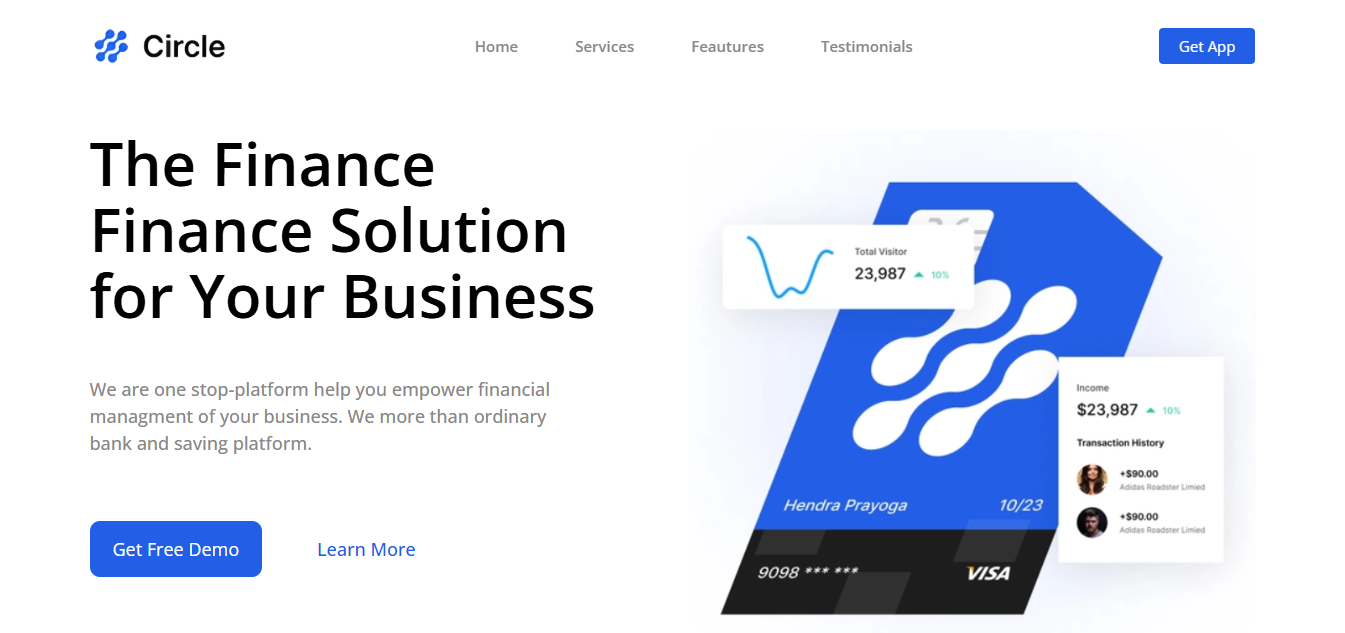 Circle
Home
Services
Feautures
Testimonials
Get App
The Finance
Finance Solution
for Your Business
We are one stop-platform help you empower financial
managment of your business. We more than ordinary
bank and saving platform.
Get Free Demo
Learn More
Total Visitor
23,987 10%
Income
$23,987 10%
Transaction History
+$90.00
Adidas Roadster Limied
+$90.00
Adidas Roadster Limied
Hendra Prayoga 10/23
9098 *** *** VISA